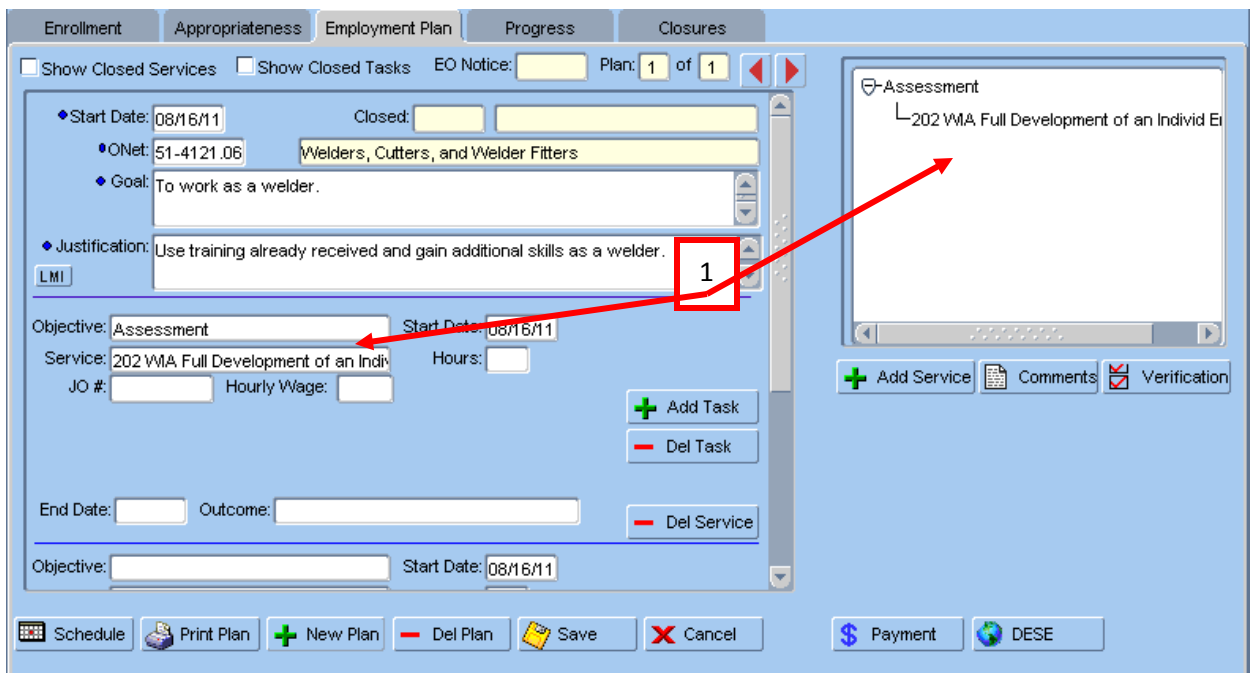 Enrollment Appropriateness Employment Plan Progress Closures
Show Closed Services Show Closed Tasks EO Notice: Plan: 1 of 1
Start Date: 08/16/11 Closed:
ONet: 51-4121.06 Welders, Cutters, and Welder Fitters
Goal: To work as a welder.
Justification: Use training already received and gain additional skills as a welder.
LMI
1
Objective: Assessment Start Date: 08/16/11
Service: 202 WIA Full Development of an Indiv Hours:
JO #: Hourly Wage:
Add Task
Del Task
End Date: Outcome:
Del Service
Objective: Start Date: 08/16/11
Assessment
202 WIA Full Development of an Individ E
Add Service Comments Verification
Schedule Print Plan New Plan Del Plan Save Cancel Payment DESE